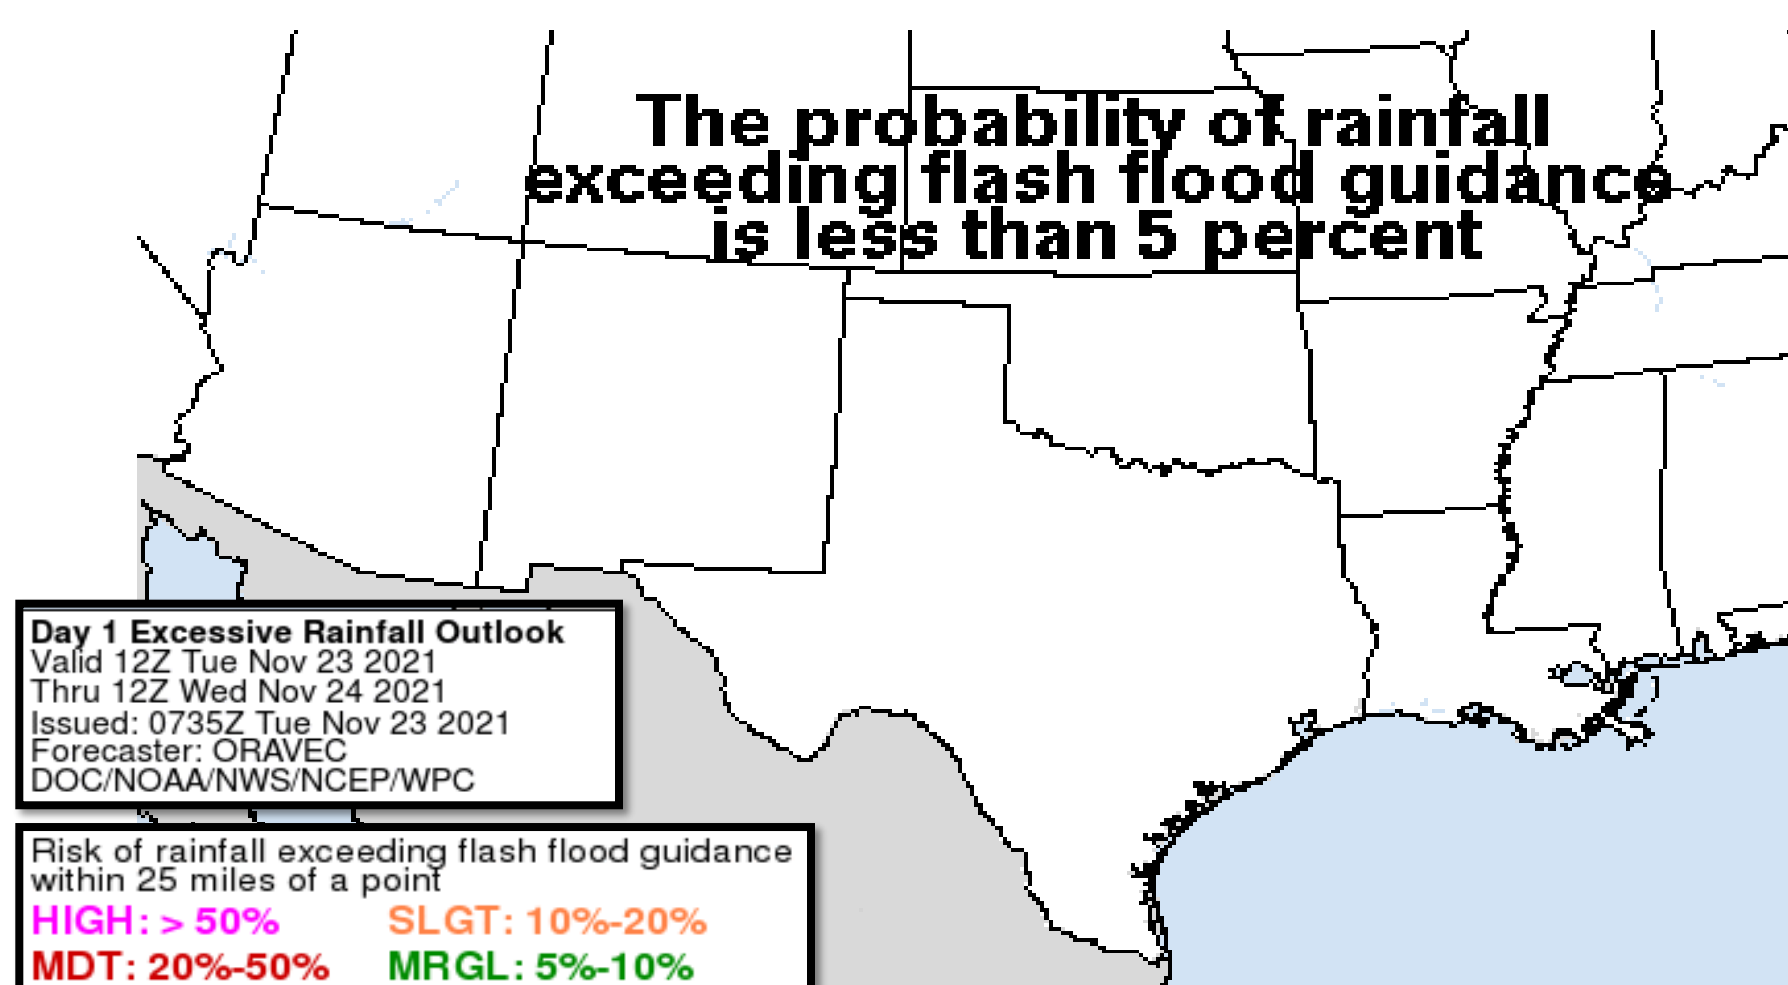 The probability of rainfall
exceeding flash flood guidance
is less than 5 percent
Day 1 Excessive Rainfall Outlook
Valid 12Z Tue Nov 23 2021
Thru 12Z Wed Nov 24 2021
Issued: 0735Z Tue Nov 23 2021
Forecaster: ORAVEC
DOC/NOAA/NWS/NCEP/WPC
Risk of rainfall exceeding flash flood guidance
within 25 miles of a point
HIGH: > 50% SLGT: 10%-20%
MDT: 20%-50% MRGL: 5%-10%